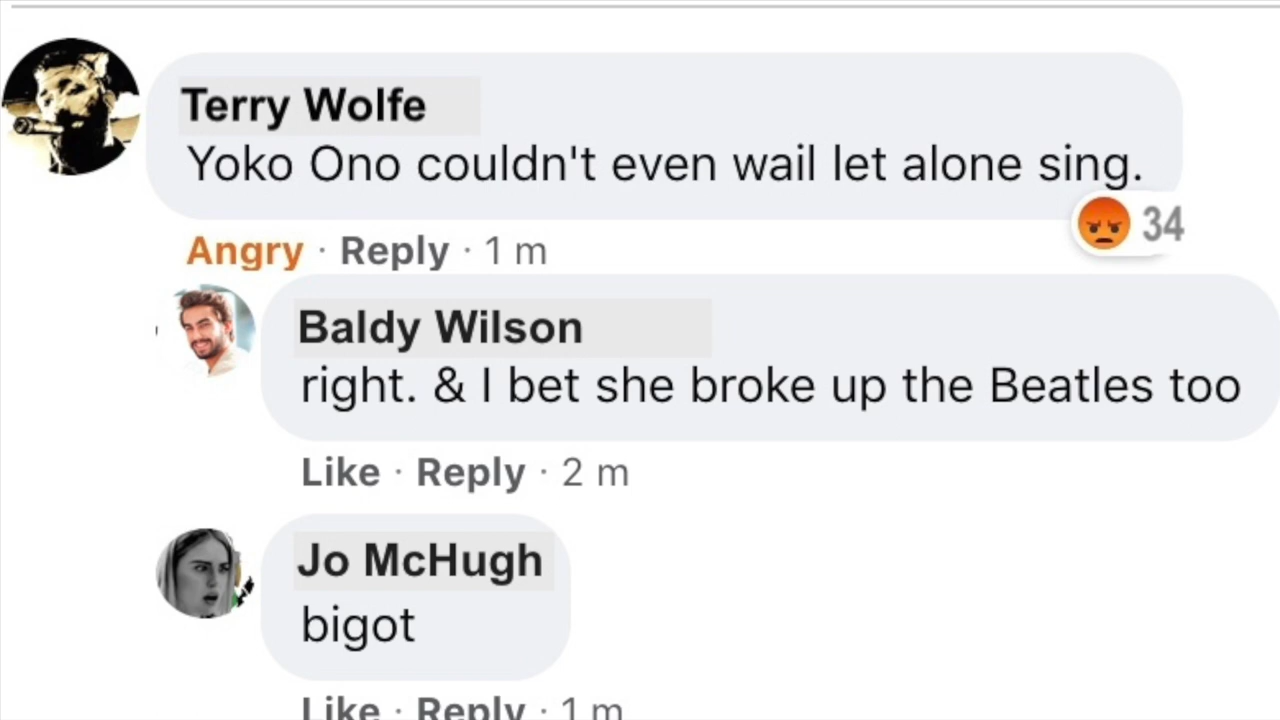 Terry Wolfe
Yoko Ono couldn't even wail let alone sing.
34
Angry · Reply · 1 m
Baldy Wilson
right. & I bet she broke up the Beatles too
Like · Reply · 2 m
Jo McHugh
bigot
Like · Reply · 1 m